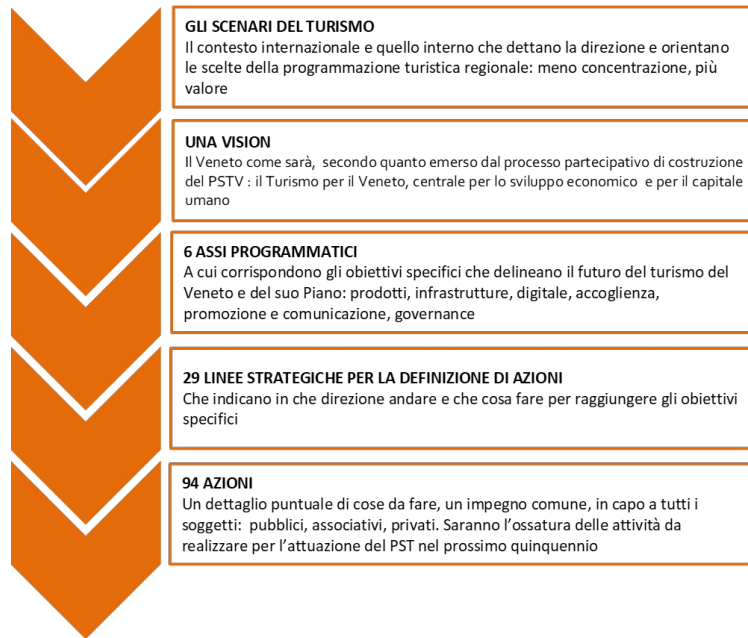 GLI SCENARI DEL TURISMO
Il contesto internazionale e quello interno che dettano la direzione e orientano
le scelte della programmazione turistica regionale: meno concentrazione, più
valore
UNA VISION
Il Veneto come sarà, secondo quanto emerso dal processo partecipativo di costruzione
del PSTV : il Turismo per il Veneto, centrale per lo sviluppo economico e per il capitale
umano
6 ASSI PROGRAMMATICI
A cui corrispondono gli obiettivi specifici che delineano il futuro del turismo del
Veneto e del suo Piano: prodotti, infrastrutture, digitale, accoglienza,
promozione e comunicazione, governance
29 LINEE STRATEGICHE PER LA DEFINIZIONE DI AZIONI
Che indicano in che direzione andare e che cosa fare per raggiungere gli obiettivi
specifici
94 AZIONI
Un dettaglio puntuale di cose da fare, un impegno comune, in capo a tutti i
soggetti: pubblici, associativi, privati. Saranno l’ossatura delle attività da
realizzare per l’attuazione del PST nel prossimo quinquennio